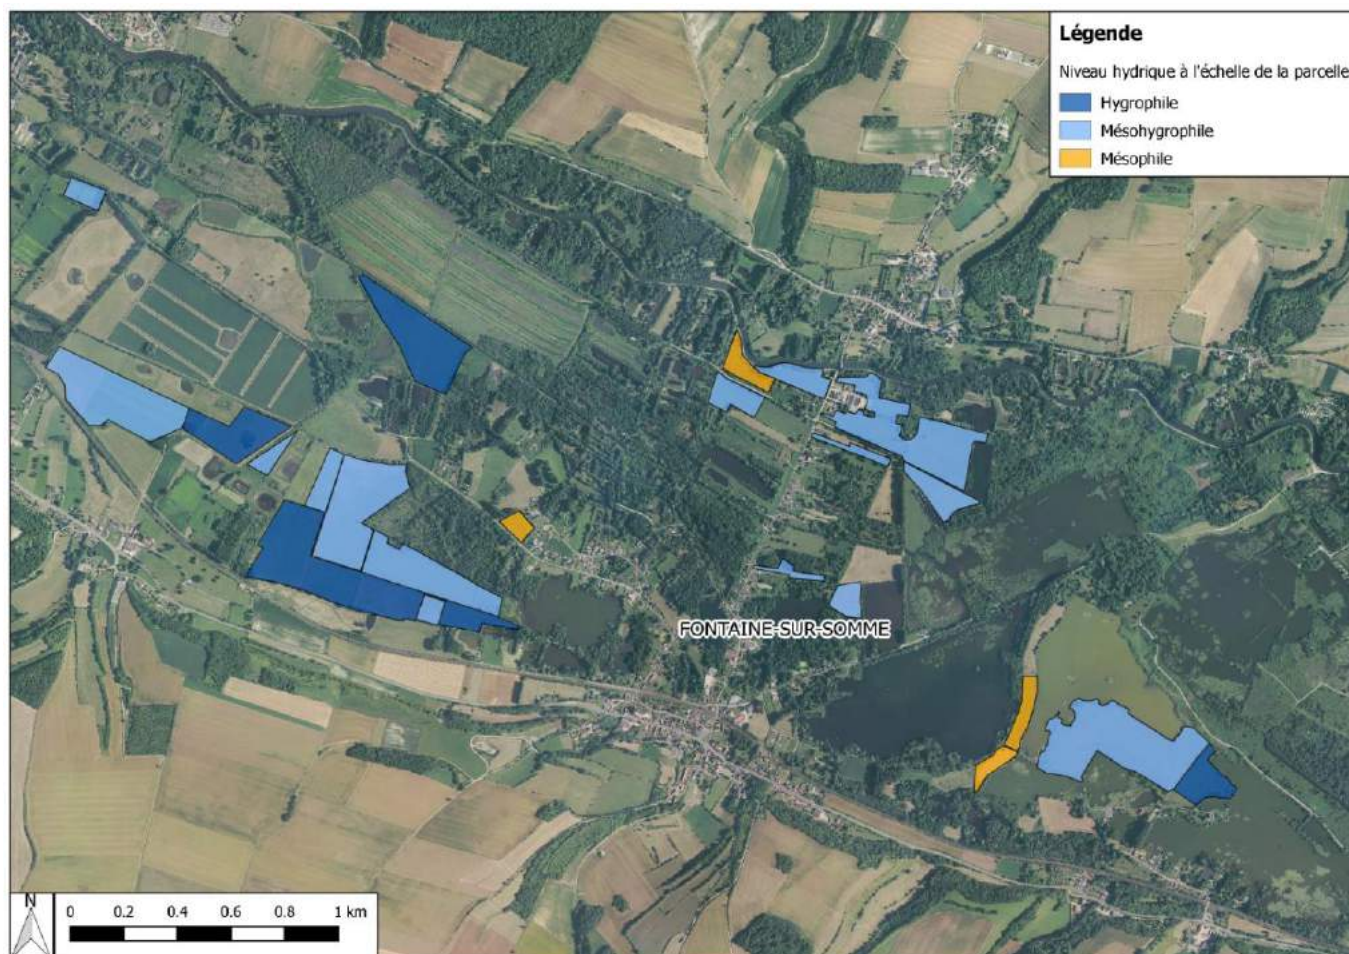 Légende
Niveau hydrique à l'échelle de la parcelle
Hygrophile
Mésohygrophile
Mésophile
FONTAINE-SUR-SOMME
N
0 0.2 0.4 0.6 0.8 1 km